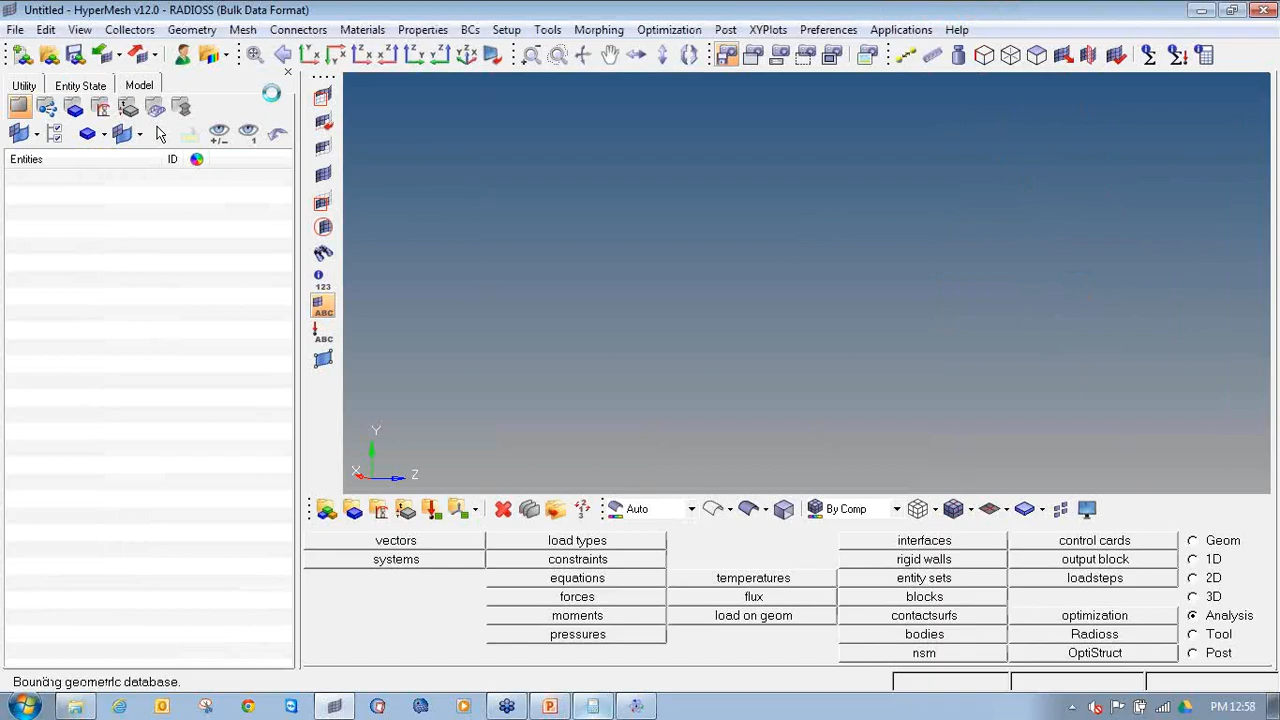 Untitled - HyperMesh v12.0 - RADIOSS (Bulk Data Format)
File Edit View Collectors Geometry Mesh Connectors Materials Properties BCs Setup Tools Morphing Optimization Post XYPlots Preferences Applications Help
Utility Entity State Model
Entities ID
123
ABC
ABC
Y
X Z
Auto By Comp
vectors load types interfaces control cards Geom
systems constraints rigid walls output block 1D
equations temperatures entity sets loadsteps 2D
forces flux blocks 3D
moments load on geom contactsurfs optimization Analysis
pressures bodies Radioss Tool
nsm OptiStruct Post
Bounding geometric database.
PM 12:58